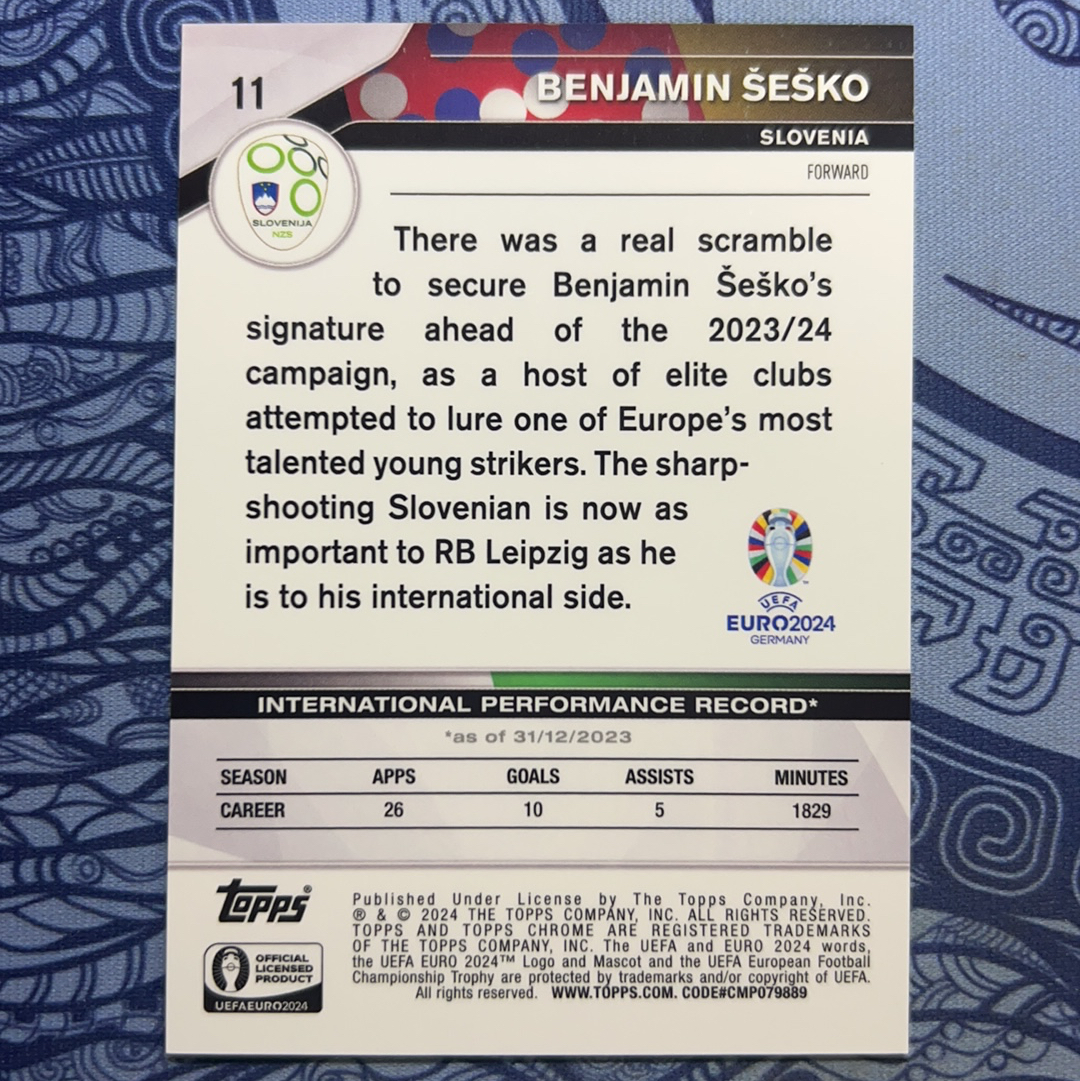 11
BENJAMIN ŠEŠKO
SLOVENIA
FORWARD
SLOVENIJA
NZS
There was a real scramble
to secure Benjamin Šeško's
signature ahead of the 2023/24
campaign, as a host of elite clubs
attempted to lure one of Europe's most
talented young strikers. The sharp-
shooting Slovenian is now as
important to RB Leipzig as he
is to his international side.
UEFA
EURO2024
GERMANY
INTERNATIONAL PERFORMANCE RECORD*
*as of 31/12/2023
SEASON APPS GOALS ASSISTS MINUTES
CAREER 26 10 5 1829
topps®
OFFICIAL
LICENSED
PRODUCT
UEFAEURO2024
Published Under License by The Topps Company, Inc.
® & © 2024 THE TOPPS COMPANY, INC. ALL RIGHTS RESERVED.
TOPPS AND TOPPS CHROME ARE REGISTERED TRADEMARKS
OF THE TOPPS COMPANY, INC. The UEFA and EURO 2024 words,
the UEFA EURO 2024™ Logo and Mascot and the UEFA European Football
Championship Trophy are protected by trademarks and/or copyright of UEFA.
All rights reserved. WWW.TOPPS.COM. CODE#CMP079889